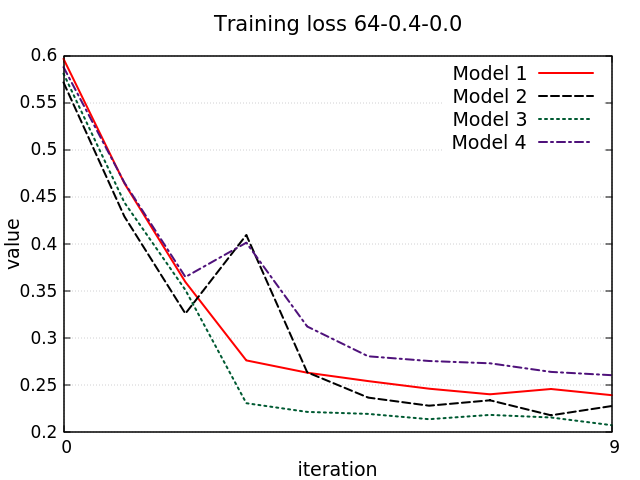 Training loss 64-0.4-0.0
0.6
0.55
0.5
0.45
0.4
0.35
0.3
0.25
0.2
value
Model 1
Model 2
Model 3
Model 4
0
9
iteration